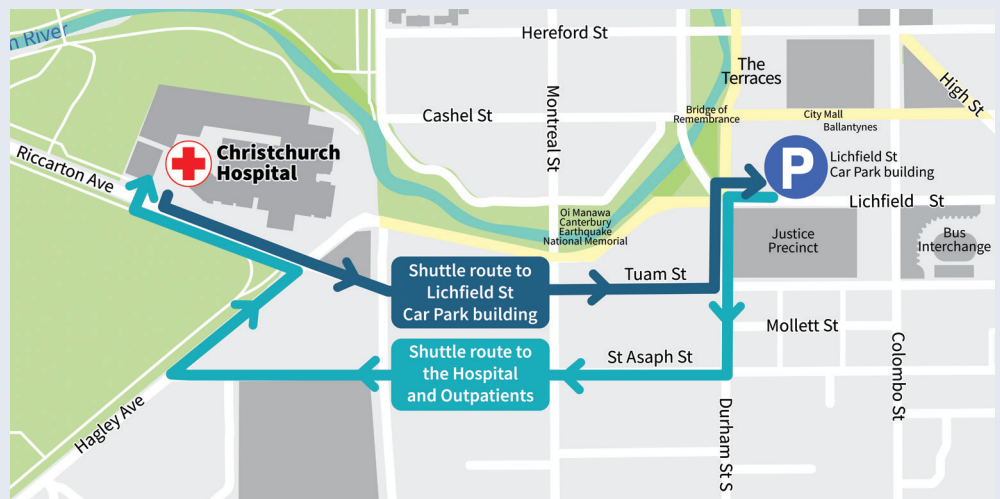 n River
Hereford St
The
Terraces
High St
Cashel St
Montreal St
Bridge of
Remembrance
City Mall
Ballantynes
Riccarton Ave
Christchurch
Hospital
P
Lichfield St
Car Park building
Lichfield St
Oi Manawa
Canterbury
Earthquake
National Memorial
Justice
Precinct
Bus
Interchange
Shuttle route to
Lichfield St
Car Park building
Tuam St
Mollett St
Shuttle route to
the Hospital
and Outpatients
St Asaph St
Colombo St
Hagley Ave
Durham St S